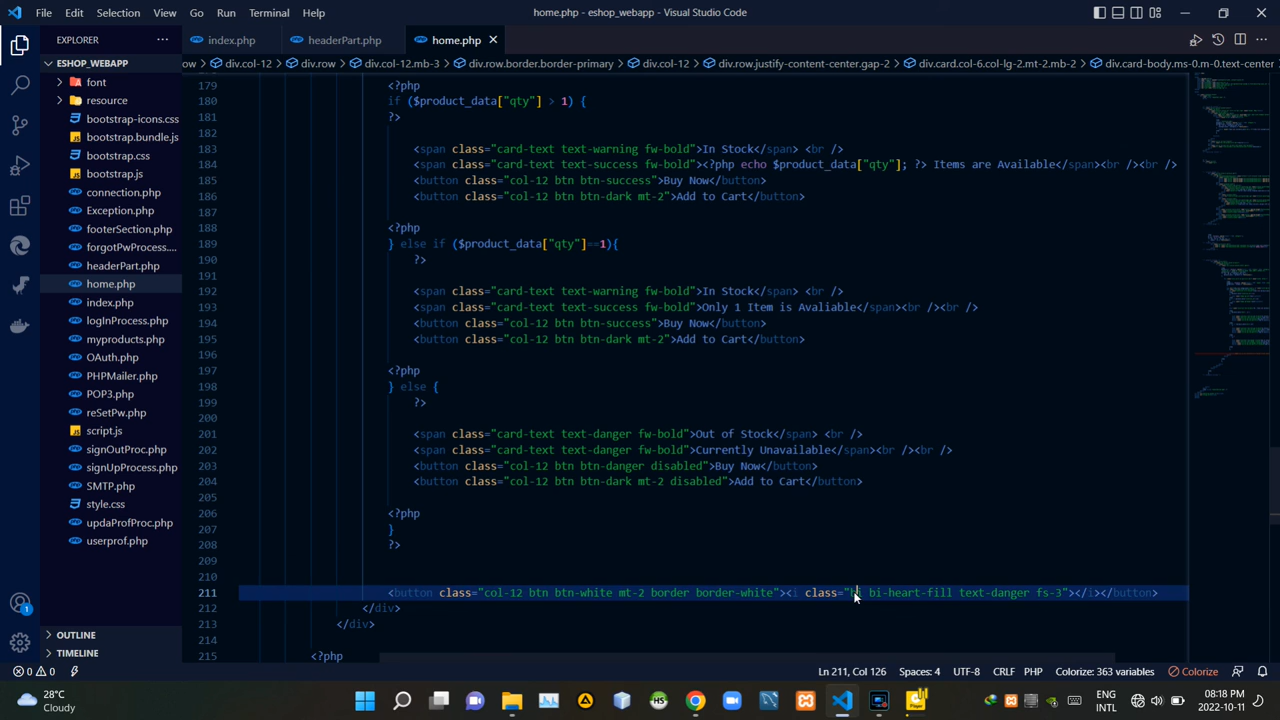 File Edit Selection View Go Run Terminal Help
home.php - eshop_webapp - Visual Studio Code
EXPLORER
index.php headerPart.php home.php
ESHOP_WEBAPP
ow > div.col-12 > div.row > div.col-12.mb-3 > div.row.border.border-primary > div.col-12 > div.row.justify-content-center.gap-2 > div.card.col-6.col-lg-2.mt-2.mb-2 > div.card-body.ms-0.m-0.text-center
font
resource
bootstrap-icons.css
bootstrap.bundle.js
bootstrap.css
bootstrap.js
connection.php
Exception.php
footerSection.php
forgotPwProcess....
headerPart.php
home.php
index.php
logInProcess.php
myproducts.php
OAuth.php
PHPMailer.php
POP3.php
reSetPw.php
script.js
signOutProc.php
signUpProcess.php
SMTP.php
style.css
updaProfProc.php
userprof.php
OUTLINE
TIMELINE
179 <?php
180 if ($product_data["qty"] > 1) {
181 ?>
182
183 <span class="card-text text-warning fw-bold">In Stock</span> <br />
184 <span class="card-text text-success fw-bold"><?php echo $product_data["qty"]; ?> Items are Available</span><br /><br />
185 <button class="col-12 btn btn-success">Buy Now</button>
186 <button class="col-12 btn btn-dark mt-2">Add to Cart</button>
187
188 <?php
189 } else if ($product_data["qty"]==1){
190 ?>
191
192 <span class="card-text text-warning fw-bold">In Stock</span> <br />
193 <span class="card-text text-success fw-bold">Only 1 Item is Avaliable</span><br /><br />
194 <button class="col-12 btn btn-success">Buy Now</button>
195 <button class="col-12 btn btn-dark mt-2">Add to Cart</button>
196
197 <?php
198 } else {
199 ?>
200
201 <span class="card-text text-danger fw-bold">Out of Stock</span> <br />
202 <span class="card-text text-danger fw-bold">Currently Unavailable</span><br /><br />
203 <button class="col-12 btn btn-danger disabled">Buy Now</button>
204 <button class="col-12 btn btn-dark mt-2 disabled">Add to Cart</button>
205
206 <?php
207 }
208 ?>
209
210
211 <button class="col-12 btn btn-white mt-2 border border-white"><i class="bi bi-heart-fill text-danger fs-3"></i></button>
212 </div>
213 </div>
214
215 <?php
0 0 Ln 211, Col 126 Spaces: 4 UTF-8 CRLF PHP Colorize: 363 variables Colorize
28°C
Cloudy
ENG
INTL
08:18 PM
2022-10-11